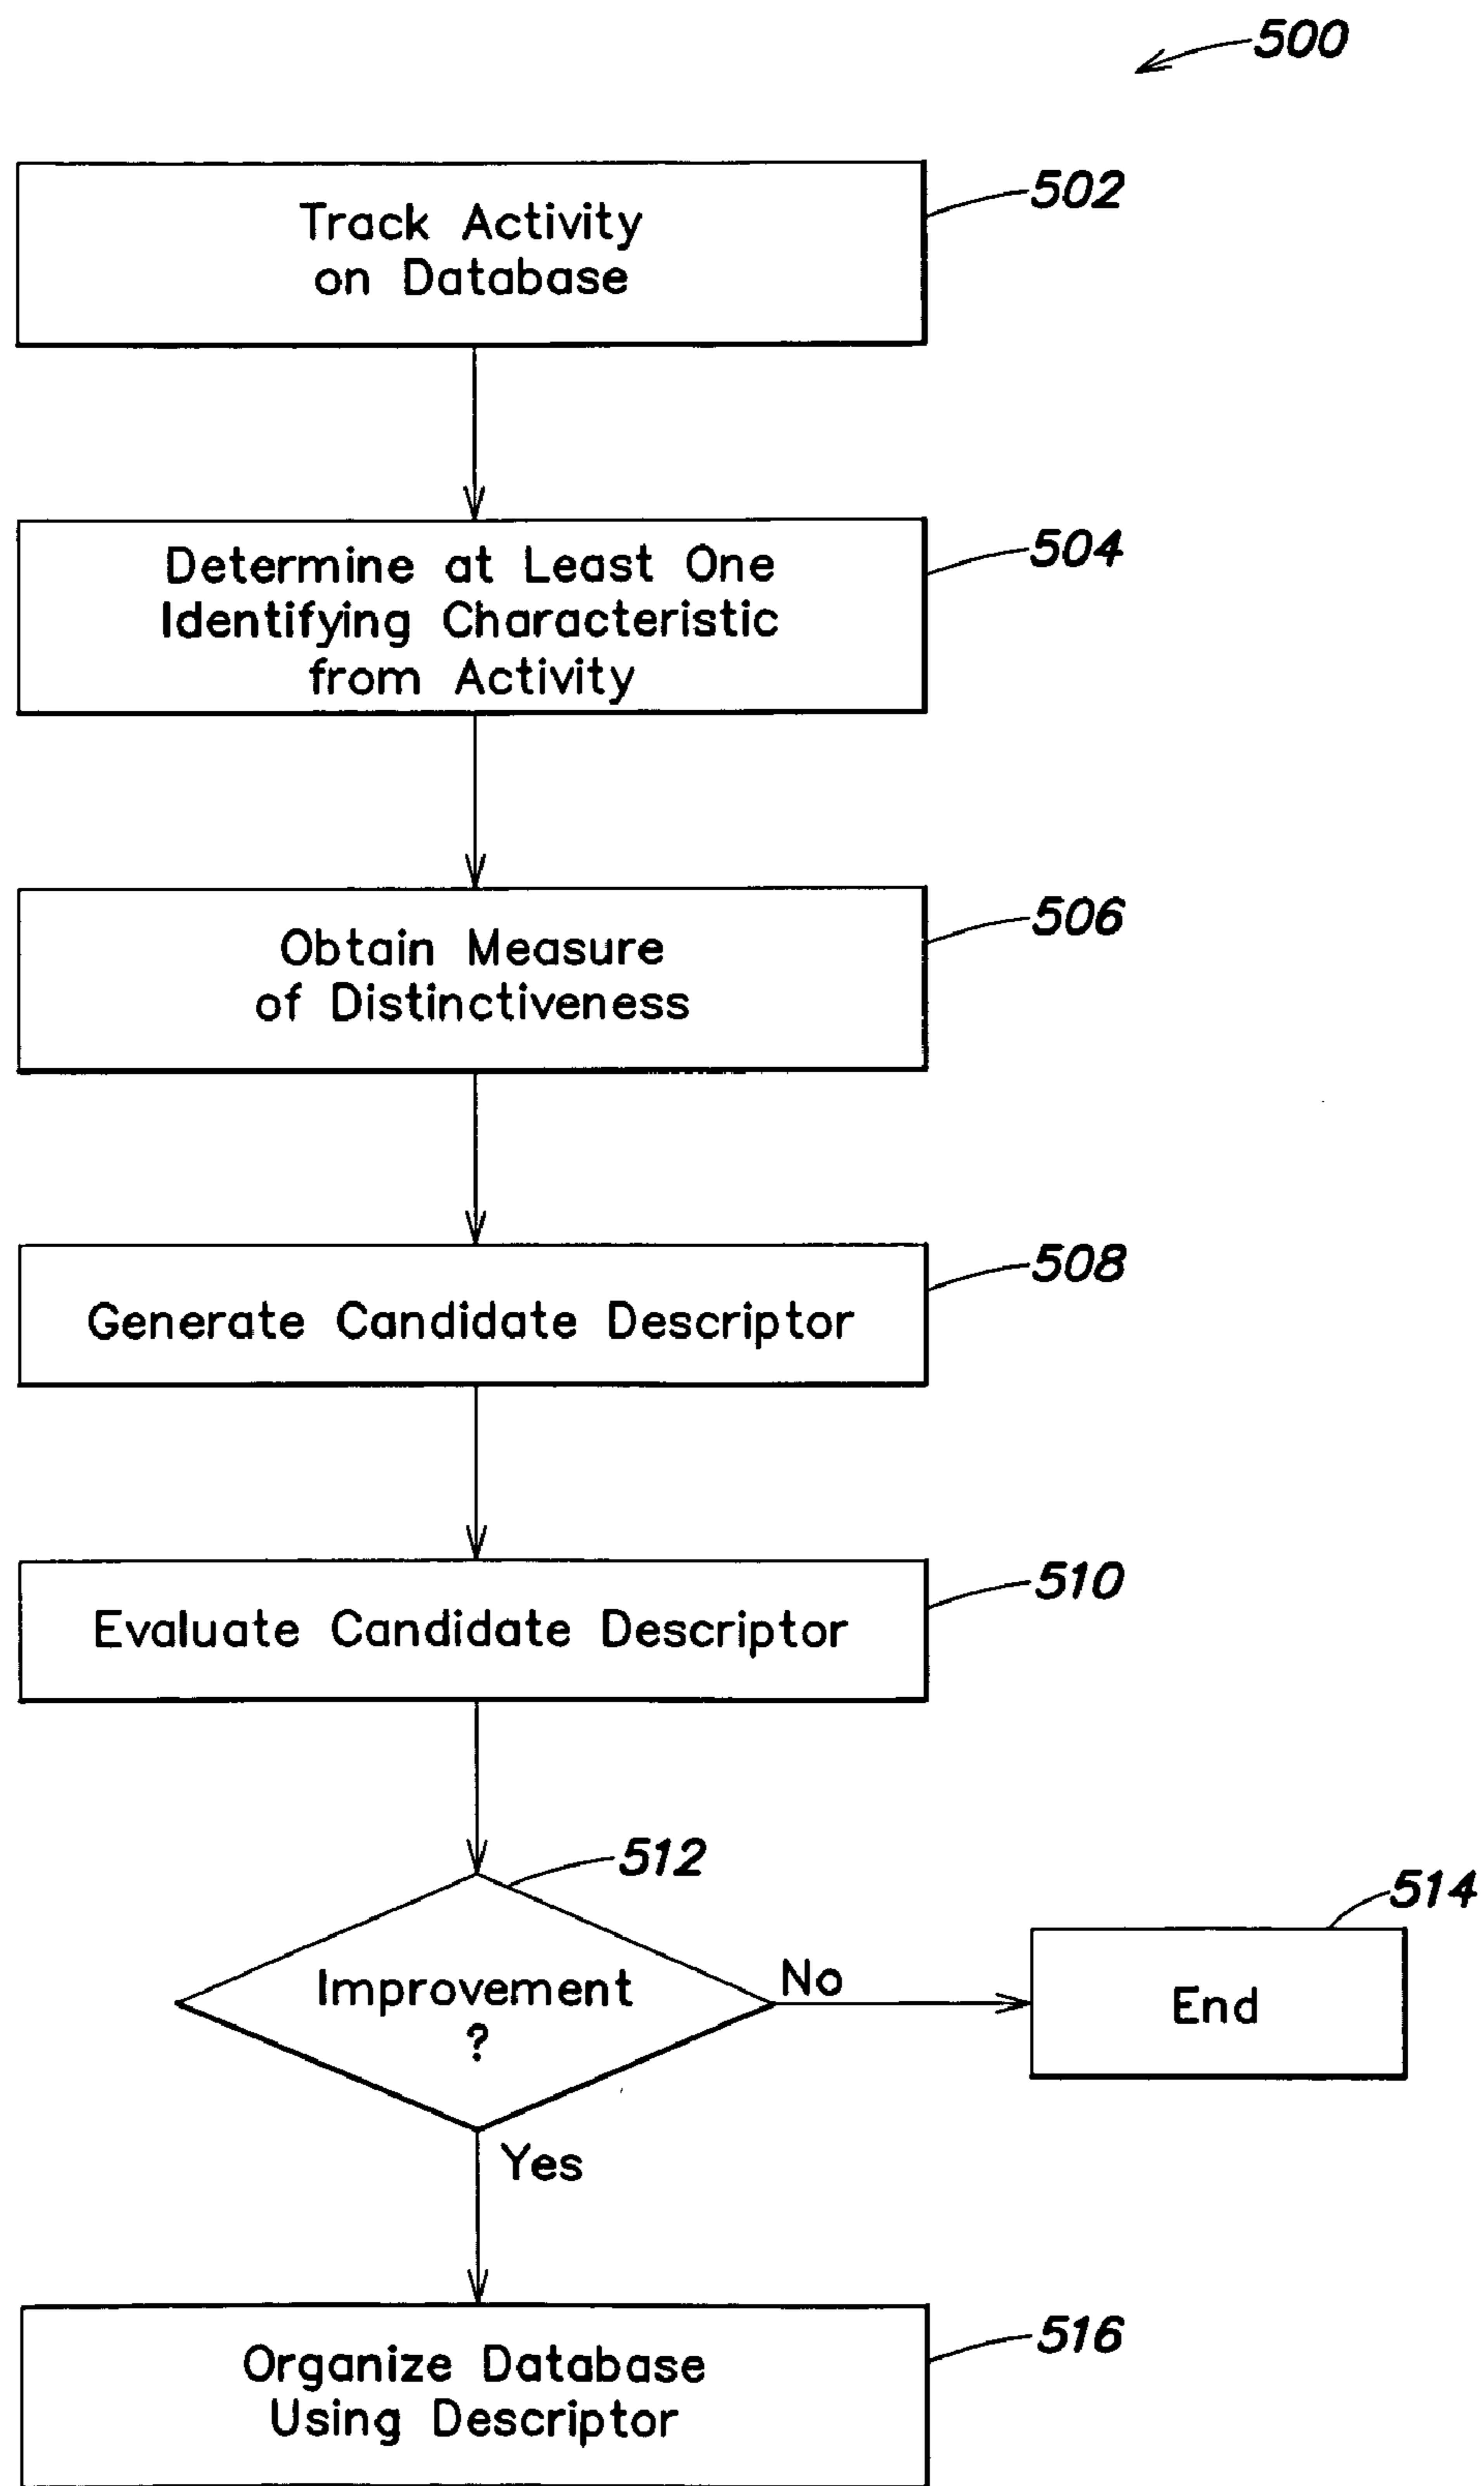 500
502
Track Activity
on Database
504
Determine at Least One
Identifying Characteristic
from Activity
506
Obtain Measure
of Distinctiveness
508
Generate Candidate Descriptor
510
Evaluate Candidate Descriptor
512
514
Improvement
?
No
End
Yes
516
Organize Database
Using Descriptor